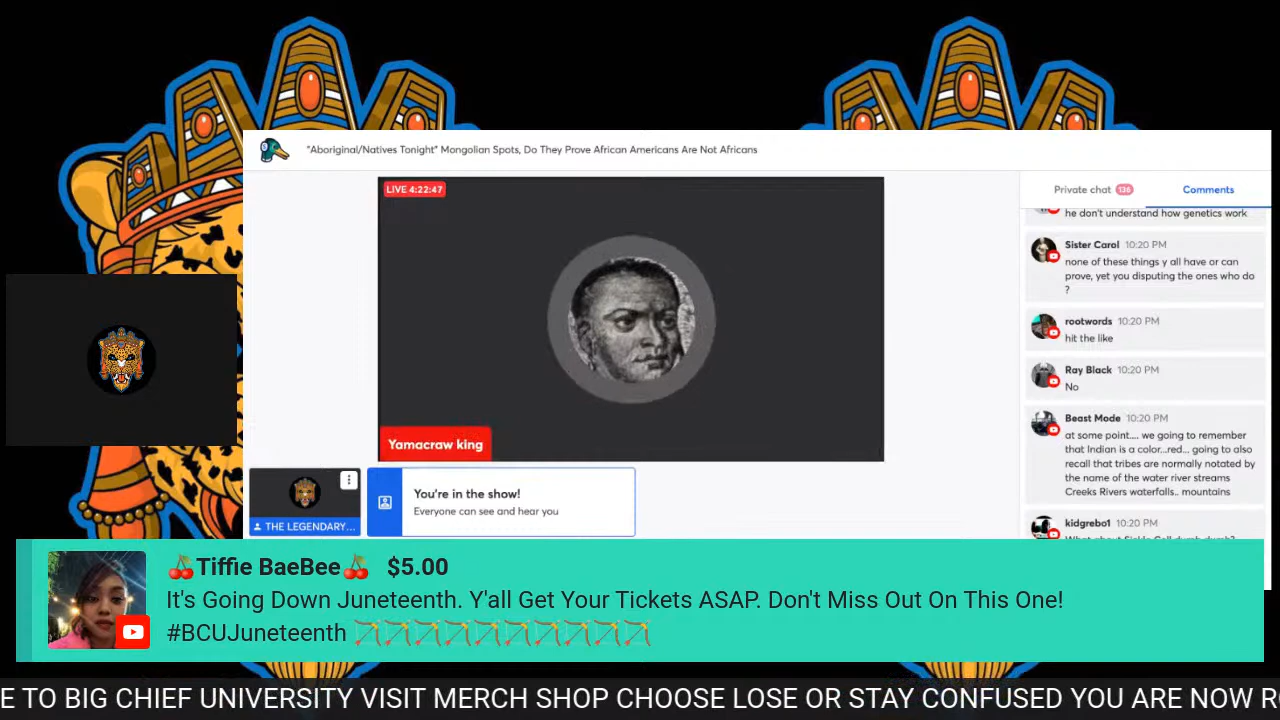 "Aboriginal/Natives Tonight" Mongolian Spots, Do They Prove African Americans Are Not Africans
LIVE 4:22:47
Yamacraw king
THE LEGENDARY...
You're in the show!
Everyone can see and hear you
Private chat 130
Comments
he don't understand how genetics work
Sister Carol 10:20 PM
none of these things y all have or can
prove, yet you disputing the ones who do
?
rootwords 10:20 PM
hit the like
Ray Black 10:20 PM
No
Beast Mode 10:20 PM
at some point.... we going to remember
that Indian is a color...red... going to also
recall that tribes are normally notated by
the name of the water river streams
Creeks Rivers waterfalls.. mountains
kidgrebo1 10:20 PM
🍒Tiffie BaeBee🍒 $5.00
It's Going Down Juneteenth. Y'all Get Your Tickets ASAP. Don't Miss Out On This One!
#BCUJuneteenth 🏹🏹🏹🏹🏹🏹🏹🏹🏹🏹
E TO BIG CHIEF UNIVERSITY VISIT MERCH SHOP CHOOSE LOSE OR STAY CONFUSED YOU ARE NOW R